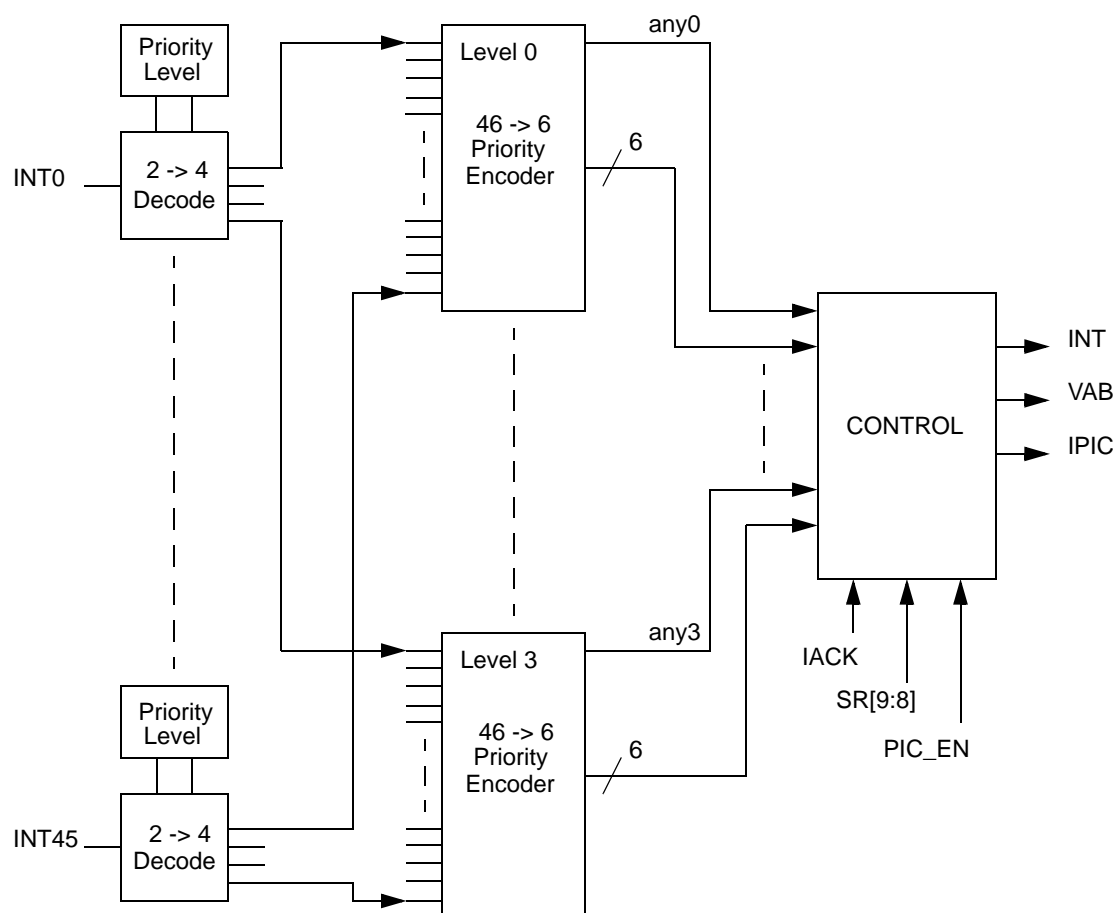 any0
Priority
Level
Level 0
46 -> 6
Priority
Encoder
6
2 -> 4
Decode
INT0
INT
VAB
IPIC
CONTROL
any3
Level 3
IACK
SR[9:8]
PIC_EN
Priority
Level
46 -> 6
Priority
Encoder
6
INT45
2 -> 4
Decode